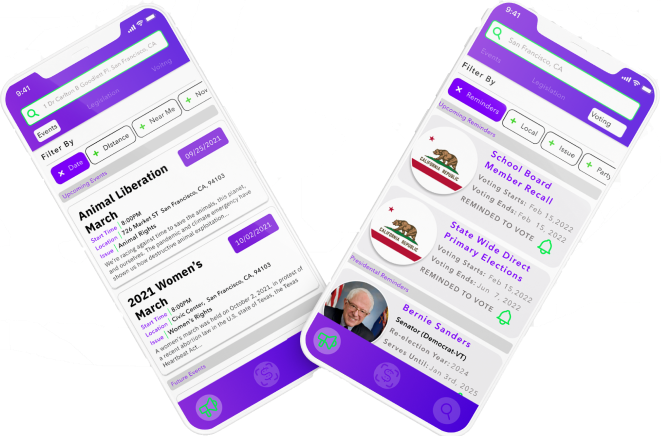 9:41
1 Dr Carlton B Goodlett Pl, San Francisco, CA
Events
Legislation
Voting
Filter By
× Date
+ Distance
+ Near Me
+ Nov
Upcoming Events
09/25/2021
Animal Liberation
March
Start Time | 8:00PM
Location | 726 Market ST San Francisco, CA, 94103
Issue | Animal Rights
We're racing against time to save the animals, this planet,
and ourselves. The pandemic and climate emergency have
shown us how destructive animal exploitation...
10/02/2021
2021 Women's
March
Start Time | 8:00PM
Location | Civic Center, San Francisco, CA, 94103
Issue | Women's Rights
A women's march was held on October 2, 2021, in protest of
a recent abortion law in the U.S. state of Texas, the Texas
Heartbeat Act...
Future Events
9:41
San Francisco, CA
Events
Legislation
Voting
Filter By
× Reminders
+ Local
+ Issue
+ Party
Upcoming Reminders
School Board
Member Recall
Voting Starts: Feb 15,2022
Voting Ends: Feb 15, 2022
REMINDED TO VOTE
CALIFORNIA REPUBLIC
State Wide Direct
Primary Elections
Voting Starts: Feb 15,2022
Voting Ends: Jun 7, 2022
REMINDED TO VOTE
CALIFORNIA REPUBLIC
Presidental Reminders
Bernie Sanders
Senator (Democrat-VT)
Re-election Year: 2024
Serves Until: Jan 3rd, 2025